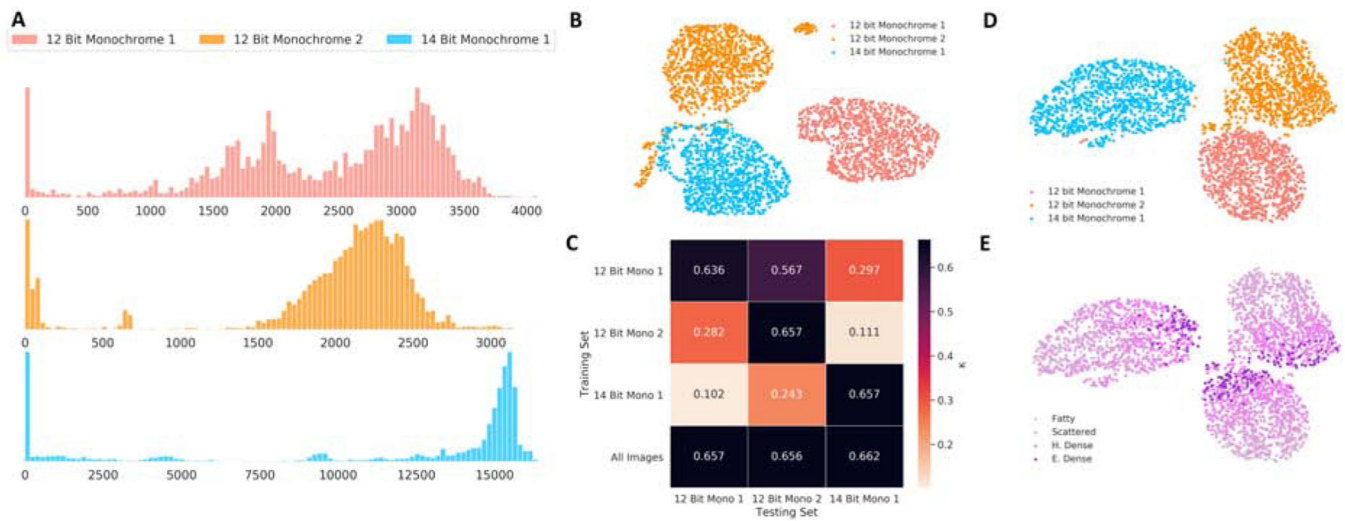 A
12 Bit Monochrome 1
12 Bit Monochrome 2
14 Bit Monochrome 1
0 500 1000 1500 2000 2500 3000 3500 4000
0 500 1000 1500 2000 2500 3000
0 2500 5000 7500 10000 12500 15000
B
12 bit Monochrome 1
12 bit Monochrome 2
14 bit Monochrome 1
C
Training Set
12 Bit Mono 1 0.636 0.567 0.297
12 Bit Mono 2 0.282 0.657 0.111
14 Bit Mono 1 0.102 0.243 0.657
All Images 0.657 0.656 0.662
12 Bit Mono 1 12 Bit Mono 2 14 Bit Mono 1
Testing Set
0.6
0.5
0.4
0.3
0.2
κ
D
12 bit Monochrome 1
12 bit Monochrome 2
14 bit Monochrome 1
E
Fatty
Scattered
H. Dense
E. Dense